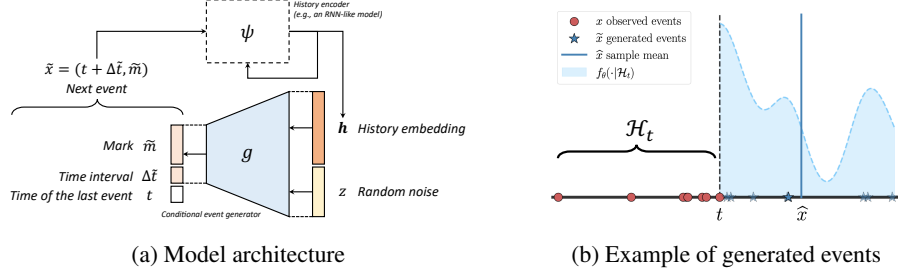 History encoder
(e.g., an RNN-like model)
ψ
x̃ = (t + Δt̃, m̃)
Next event
g
h History embedding
Mark m̃
Time interval Δt̃
z Random noise
Time of the last event t
Conditional event generator
(a) Model architecture
x observed events
x̃ generated events
x̂ sample mean
f_θ(·|ℋ_t)
ℋ_t
t
x̂
(b) Example of generated events